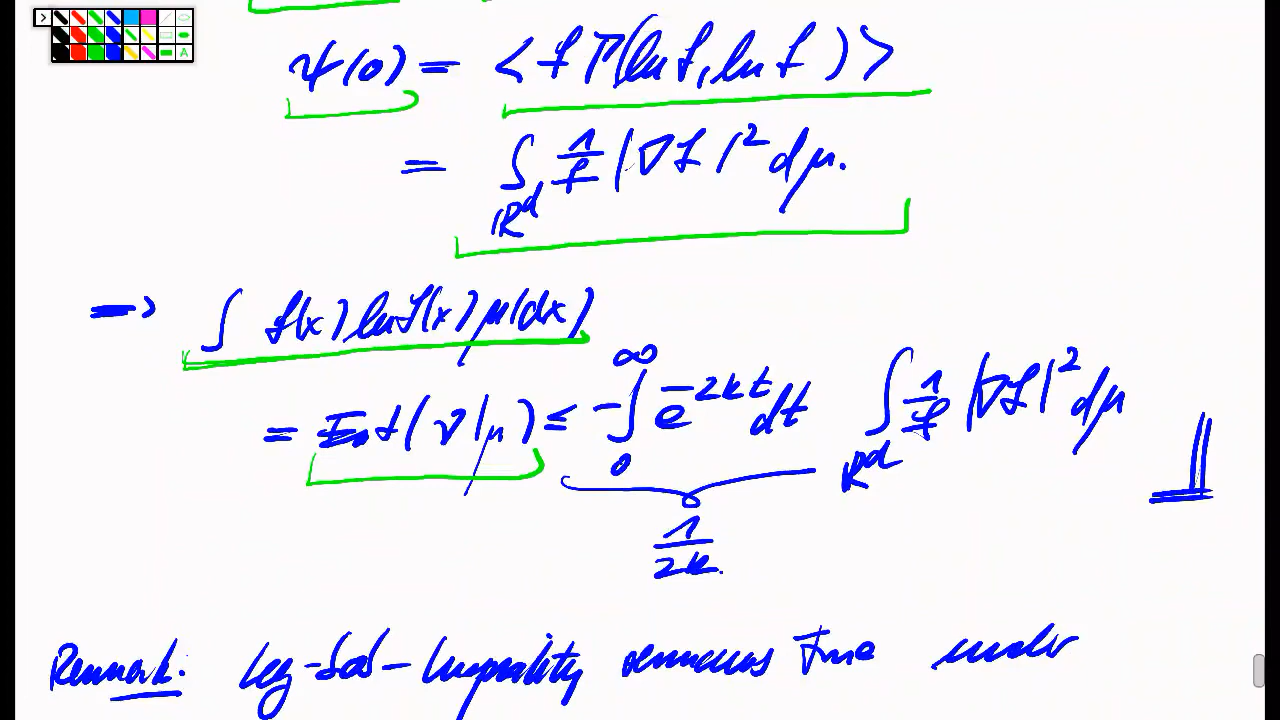 ψ(0) = <f Γ(ln f, ln f)>
= ∫_{ℝ^d} 1/f |∇f|² dμ.
=> ∫ f(x) ln f(x) μ(dx)
= Ent(ν|μ) ≤ -∫_0^∞ e^{-2kt} dt ∫_{ℝ^d} 1/f |∇f|² dμ
1/2k.
Remark: Log-Sob-Inequality remains true under